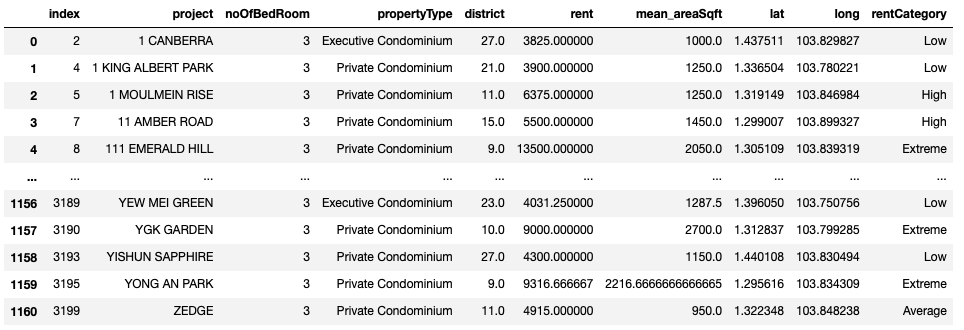 index project noOfBedRoom propertyType district rent mean_areaSqft lat long rentCategory
0 2 1 CANBERRA 3 Executive Condominium 27.0 3825.000000 1000.0 1.437511 103.829827 Low
1 4 1 KING ALBERT PARK 3 Private Condominium 21.0 3900.000000 1250.0 1.336504 103.780221 Low
2 5 1 MOULMEIN RISE 3 Private Condominium 11.0 6375.000000 1250.0 1.319149 103.846984 High
3 7 11 AMBER ROAD 3 Private Condominium 15.0 5500.000000 1450.0 1.299007 103.899327 High
4 8 111 EMERALD HILL 3 Private Condominium 9.0 13500.000000 2050.0 1.305109 103.839319 Extreme
... ... ... ... ... ... ... ... ... ... ...
1156 3189 YEW MEI GREEN 3 Executive Condominium 23.0 4031.250000 1287.5 1.396050 103.750756 Low
1157 3190 YGK GARDEN 3 Private Condominium 10.0 9000.000000 2700.0 1.312837 103.799285 Extreme
1158 3193 YISHUN SAPPHIRE 3 Private Condominium 27.0 4300.000000 1150.0 1.440108 103.830494 Low
1159 3195 YONG AN PARK 3 Private Condominium 9.0 9316.666667 2216.6666666666665 1.295616 103.834309 Extreme
1160 3199 ZEDGE 3 Private Condominium 11.0 4915.000000 950.0 1.322348 103.848238 Average